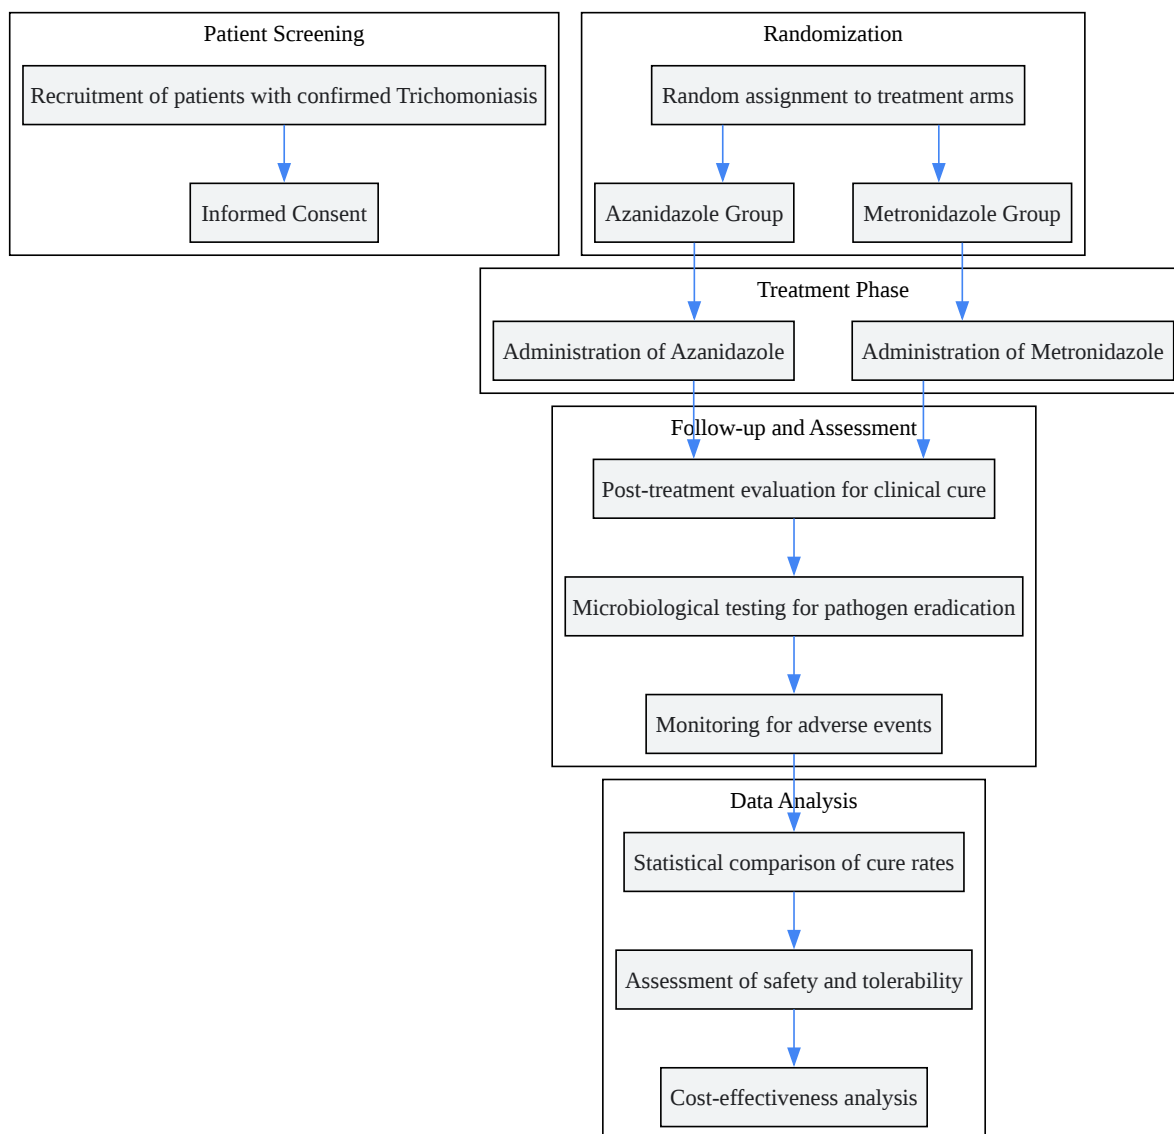 Patient Screening
Recruitment of patients with confirmed Trichomoniasis
Informed Consent
Randomization
Random assignment to treatment arms
Azanidazole Group
Metronidazole Group
Treatment Phase
Administration of Azanidazole
Administration of Metronidazole
Follow-up and Assessment
Post-treatment evaluation for clinical cure
Microbiological testing for pathogen eradication
Monitoring for adverse events
Data Analysis
Statistical comparison of cure rates
Assessment of safety and tolerability
Cost-effectiveness analysis